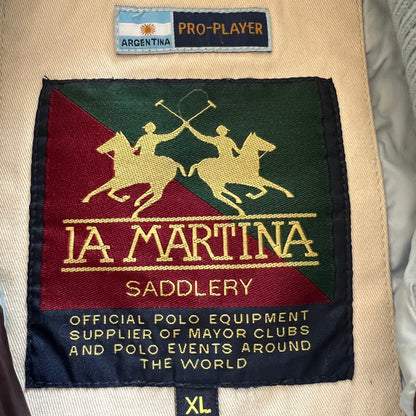 ARGENTINA PRO-PLAYER
LA MARTINA
SADDLERY
OFFICIAL POLO EQUIPMENT
SUPPLIER OF MAYOR CLUBS
AND POLO EVENTS AROUND
THE WORLD
XL